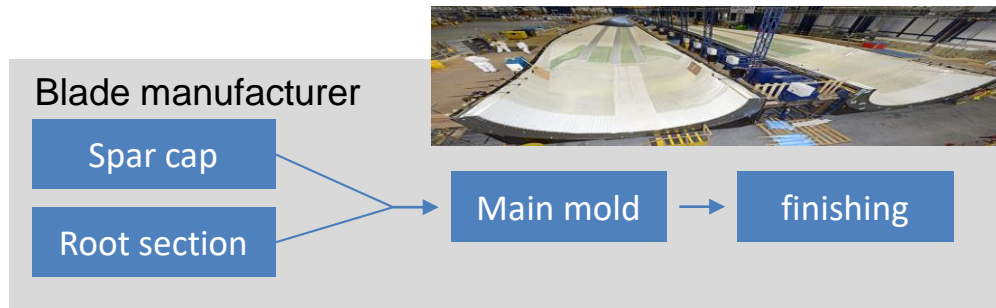 Blade manufacturer
Spar cap
Root section
Main mold
finishing